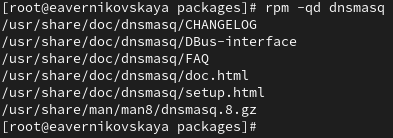 [root@eavernikovskaya packages]# rpm -qd dnsmasq
/usr/share/doc/dnsmasq/CHANGELOG
/usr/share/doc/dnsmasq/DBus-interface
/usr/share/doc/dnsmasq/FAQ
/usr/share/doc/dnsmasq/doc.html
/usr/share/doc/dnsmasq/setup.html
/usr/share/man/man8/dnsmasq.8.gz
[root@eavernikovskaya packages]#